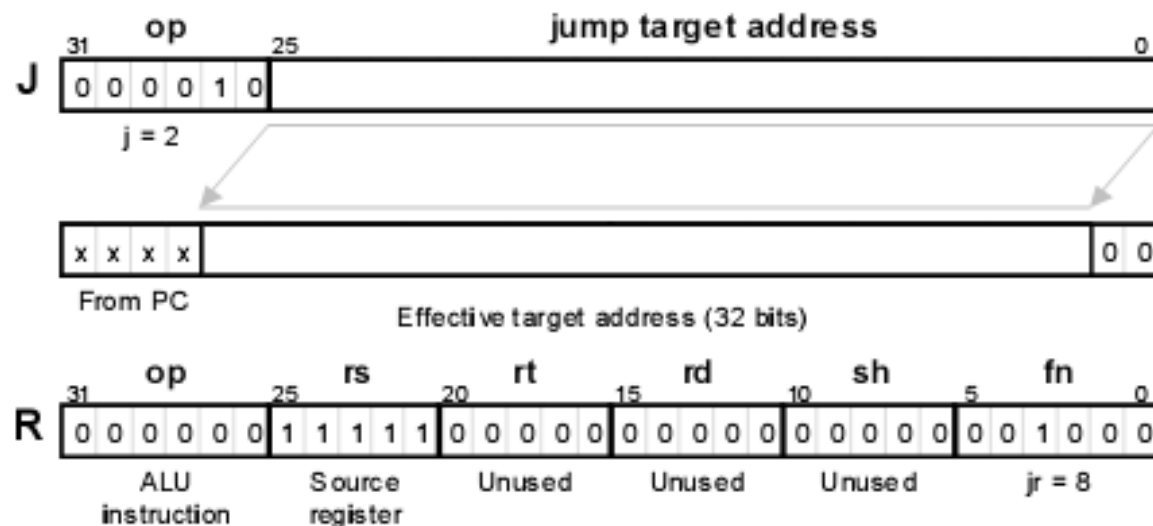 op jump target address
31 25 0
J 0 0 0 0 1 0
j = 2
x x x x 0 0
From PC
Effective target address (32 bits)
op rs rt rd sh fn
31 25 20 15 10 5 0
R 0 0 0 0 0 0 1 1 1 1 1 0 0 0 0 0 0 0 0 0 0 0 0 0 0 0 0 0 1 0 0 0
ALU Source Unused Unused Unused jr = 8
instruction register